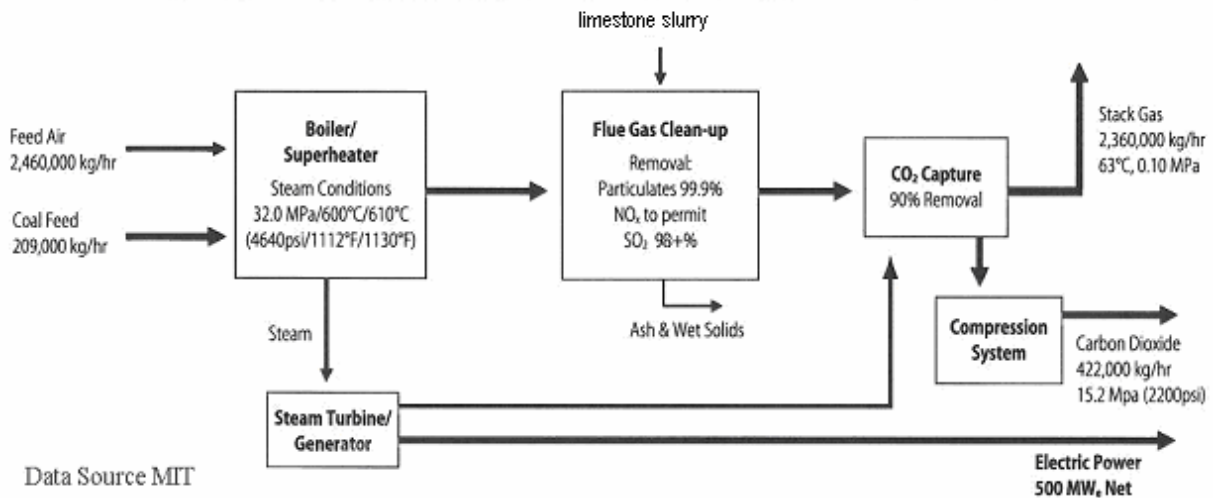 limestone slurry
Feed Air
2,460,000 kg/hr
Coal Feed
209,000 kg/hr
Boiler/
Superheater
Steam Conditions
32.0 MPa/600°C/610°C
(4640psi/1112°F/1130°F)
Flue Gas Clean-up
Removal:
Particulates 99.9%
NOₓ to permit
SO₂ 98+%
CO₂ Capture
90% Removal
Stack Gas
2,360,000 kg/hr
63°C, 0.10 MPa
Steam
Ash & Wet Solids
Compression
System
Carbon Dioxide
422,000 kg/hr
15.2 Mpa (2200psi)
Steam Turbine/
Generator
Electric Power
500 MWₑ Net
Data Source MIT